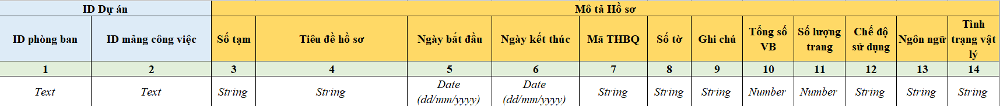 ID Dự án
Mô tả Hồ sơ
ID phòng ban
ID mảng công việc
Số tạm
Tiêu đề hồ sơ
Ngày bắt đầu
Ngày kết thúc
Mã THBQ
Số tờ
Ghi chú
Tổng số
VB
Số lượng
trang
Chế độ
sử dụng
Ngôn ngữ
Tình
trạng vật
lý
1
2
3
4
5
6
7
8
9
10
11
12
13
14
Text
Text
String
String
Date
(dd/mm/yyyy)
Date
(dd/mm/yyyy)
String
String
String
Number
Number
String
String
String